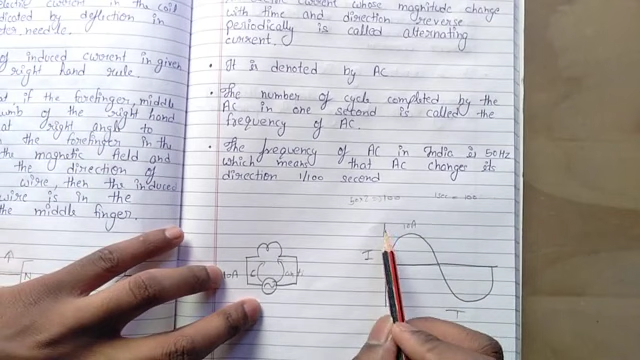 current in the coil
dicated by deflection in
needle.
of induced current in given
right hand rule.
at if the forefinger, middle
umb of the right hand
at right angle to
the forefinger in the
the magnetic field and
the direction of
wire, then the induced
wire is in the
the middle finger.
N
current whose magnitude change
with time and direction reverse
periodically is called alternating
current.
• It is denoted by AC
• The number of cycle completed by the
AC in one second is called the
frequency of AC.
• The frequency of AC in India is 50Hz
which means that AC changes its
direction 1/100 second
10A
10A
I
T